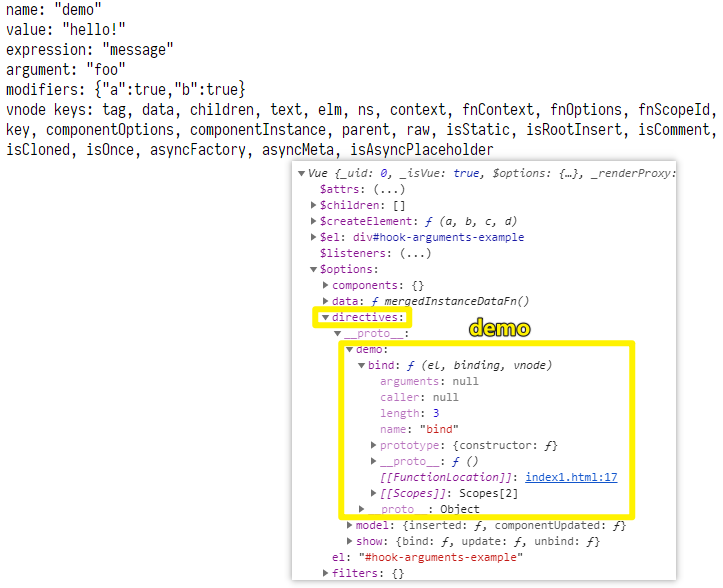 name: "demo"
value: "hello!"
expression: "message"
argument: "foo"
modifiers: {"a":true,"b":true}
vnode keys: tag, data, children, text, elm, ns, context, fnContext, fnOptions, fnScopeId,
key, componentOptions, componentInstance, parent, raw, isStatic, isRootInsert, isComment,
isCloned, isOnce, asyncFactory, asyncMeta, isAsyncPlaceholder
▼Vue {_uid: 0, _isVue: true, $options: {…}, _renderProxy:
$attrs: (...)
▶$children: []
▶$createElement: ƒ (a, b, c, d)
▶$el: div#hook-arguments-example
$listeners: (...)
▼$options:
▶components: {}
▶data: ƒ mergedInstanceDataFn()
▼directives:
demo
▼__proto__:
▼demo:
▼bind: ƒ (el, binding, vnode)
arguments: null
caller: null
length: 3
name: "bind"
▶prototype: {constructor: ƒ}
▶__proto__: ƒ ()
[[FunctionLocation]]: index1.html:17
▶[[Scopes]]: Scopes[2]
▶__proto__: Object
▶model: {inserted: ƒ, componentUpdated: ƒ}
▶show: {bind: ƒ, update: ƒ, unbind: ƒ}
el: "#hook-arguments-example"
▶filters: {}